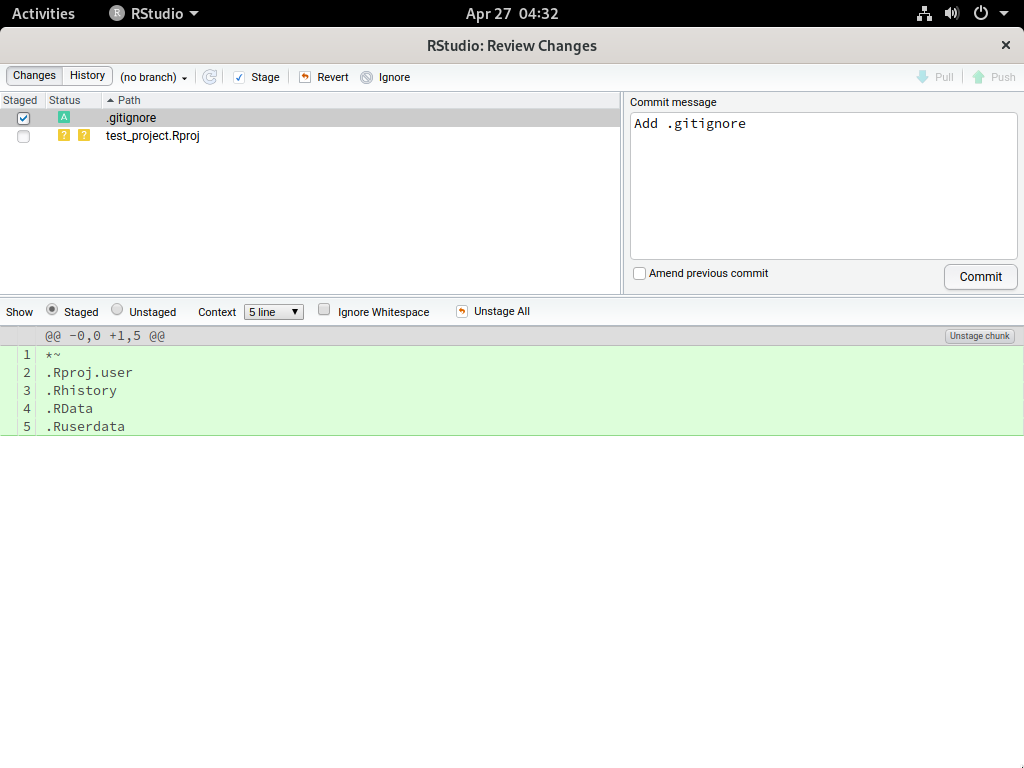 Activities R RStudio Apr 27 04:32
RStudio: Review Changes ×
Changes History (no branch) Stage Revert Ignore Pull Push
Staged Status Path
A .gitignore
? ? test_project.Rproj
Commit message
Add .gitignore
Amend previous commit
Commit
Show Staged Unstaged Context 5 line Ignore Whitespace Unstage All
@@ -0,0 +1,5 @@ Unstage chunk
1 *~
2 .Rproj.user
3 .Rhistory
4 .RData
5 .Ruserdata